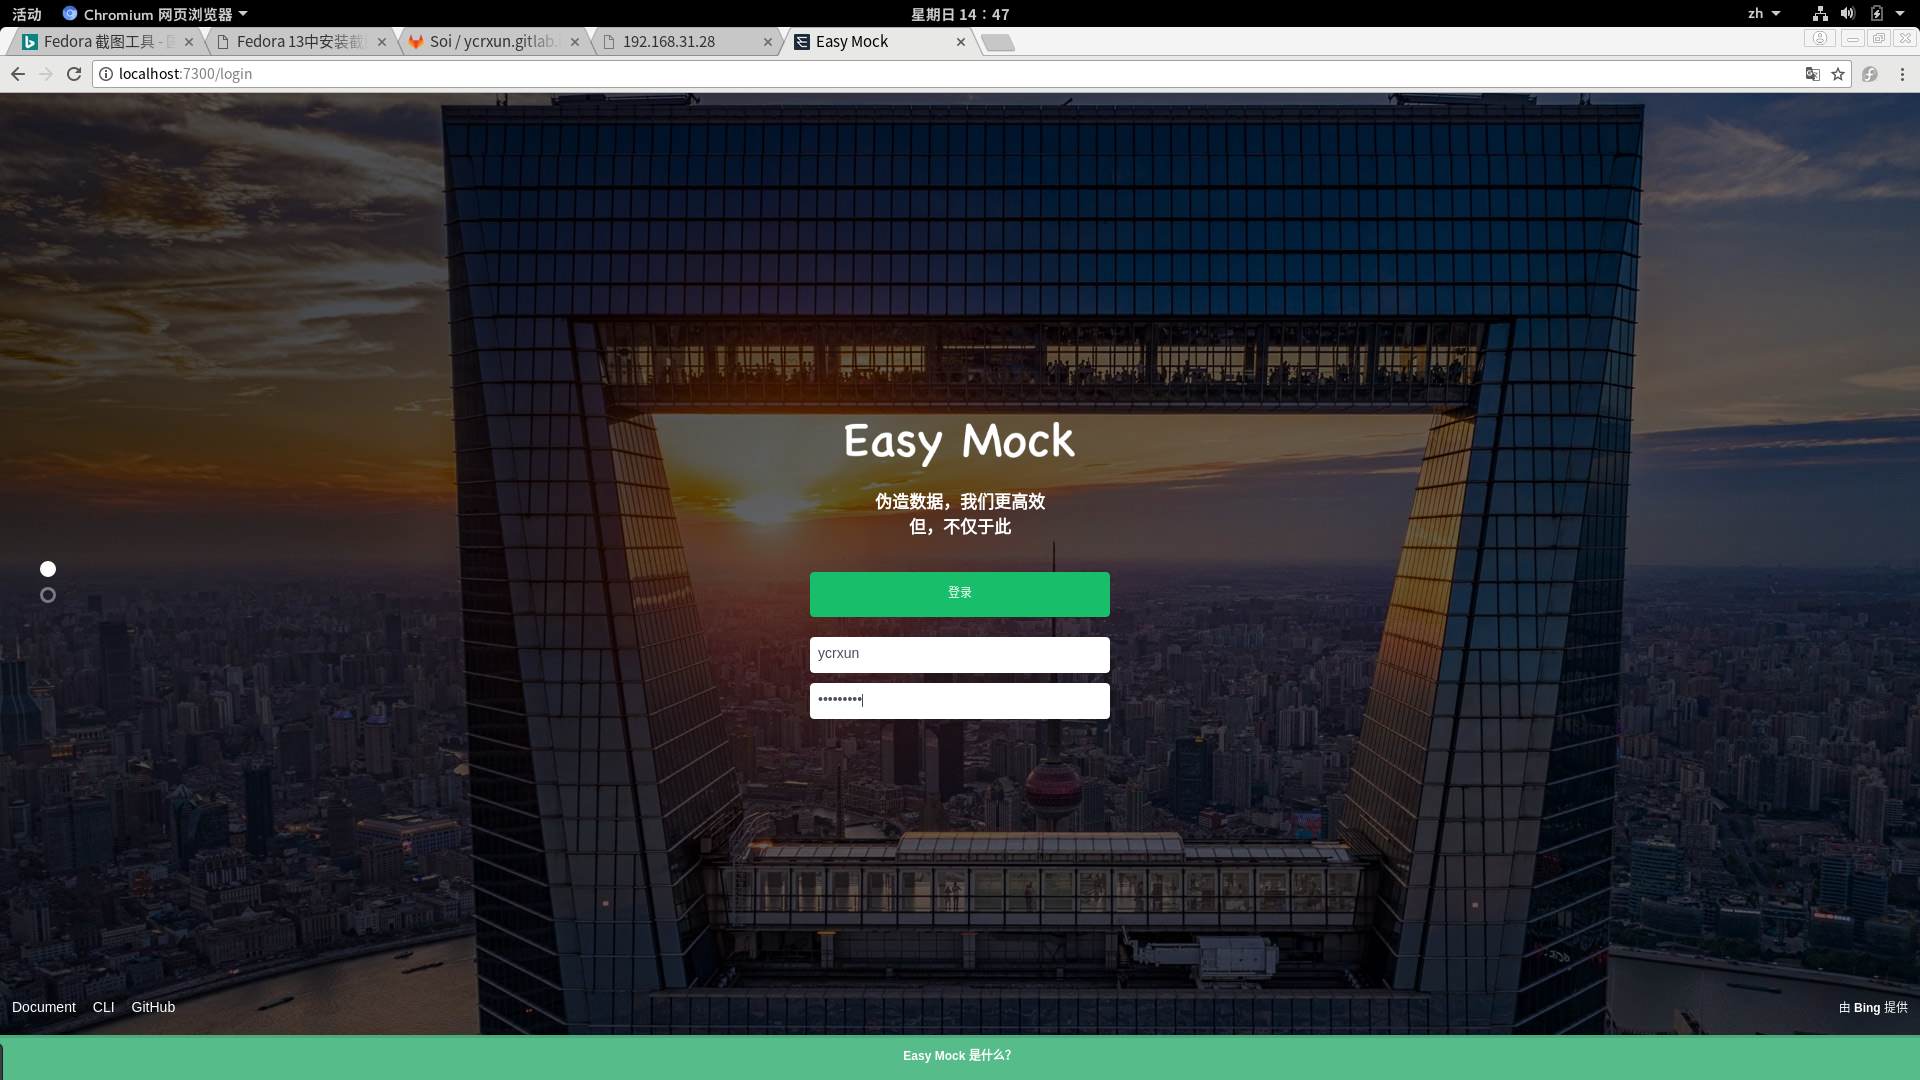 活动 Chromium 网页浏览器 星期日 14：47 zh
Fedora 截图工具 - Fedora 13中安装截 Soi / ycrxun.gitlab. 192.168.31.28 Easy Mock
localhost:7300/login
Easy Mock
伪造数据，我们更高效
但，不仅于此
登录
ycrxun
•••••••••
Document CLI GitHub
由 Bing 提供
Easy Mock 是什么？